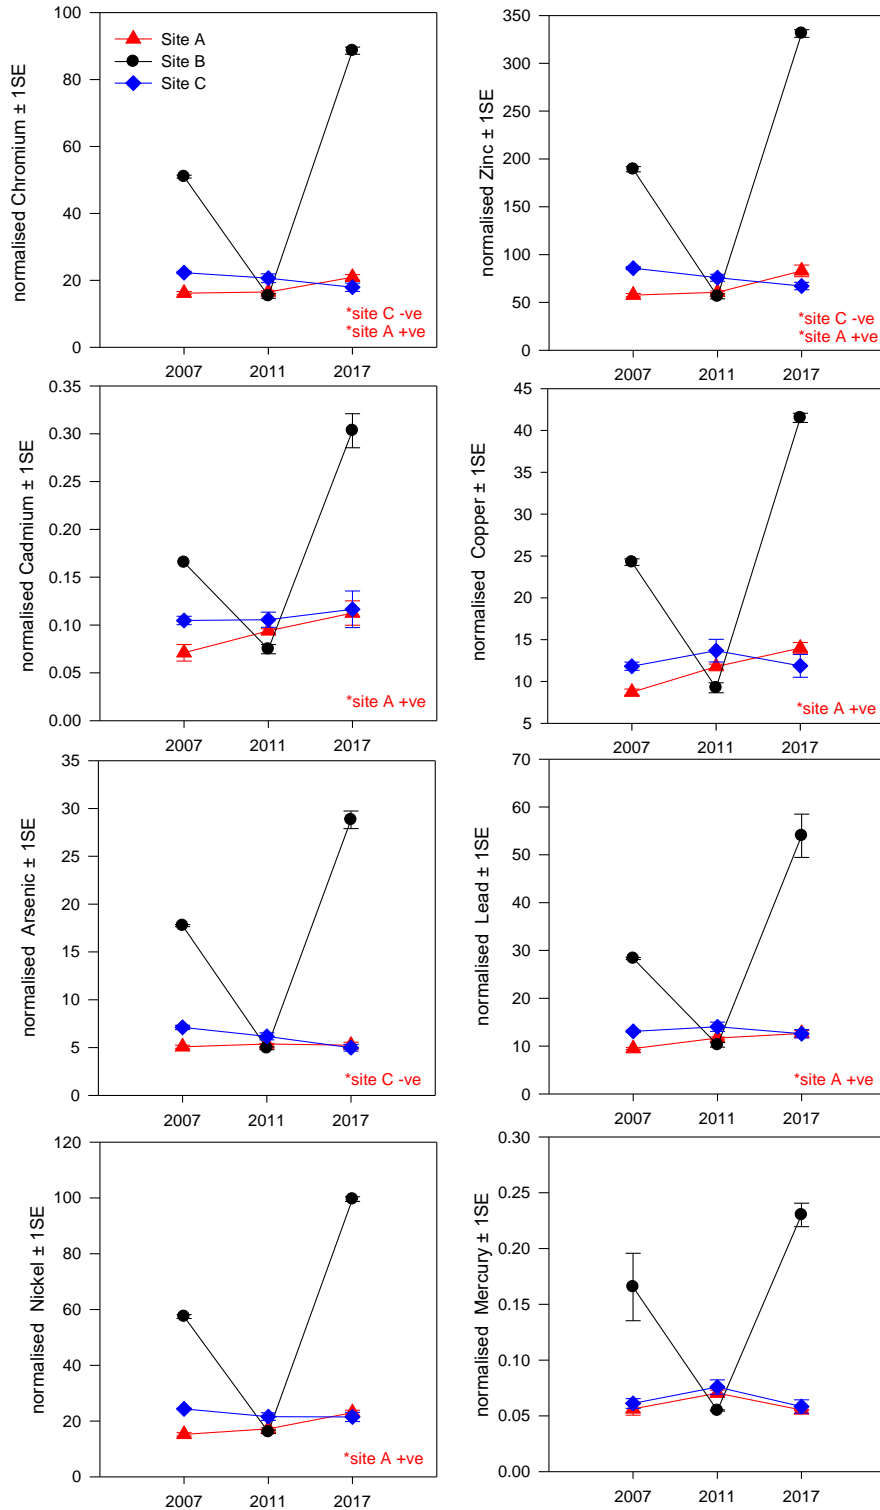 normalised Chromium ± 1SE
100
80
60
40
20
0
Site A
Site B
Site C
*site C -ve
*site A +ve
2007 2011 2017
normalised Zinc ± 1SE
350
300
250
200
150
100
50
0
*site C -ve
*site A +ve
2007 2011 2017
normalised Cadmium ± 1SE
0.35
0.30
0.25
0.20
0.15
0.10
0.05
0.00
*site A +ve
2007 2011 2017
normalised Copper ± 1SE
45
40
35
30
25
20
15
10
5
*site A +ve
2007 2011 2017
normalised Arsenic ± 1SE
35
30
25
20
15
10
5
0
*site C -ve
2007 2011 2017
normalised Lead ± 1SE
70
60
50
40
30
20
10
0
*site A +ve
2007 2011 2017
normalised Nickel ± 1SE
120
100
80
60
40
20
0
*site A +ve
2007 2011 2017
normalised Mercury ± 1SE
0.30
0.25
0.20
0.15
0.10
0.05
0.00
2007 2011 2017